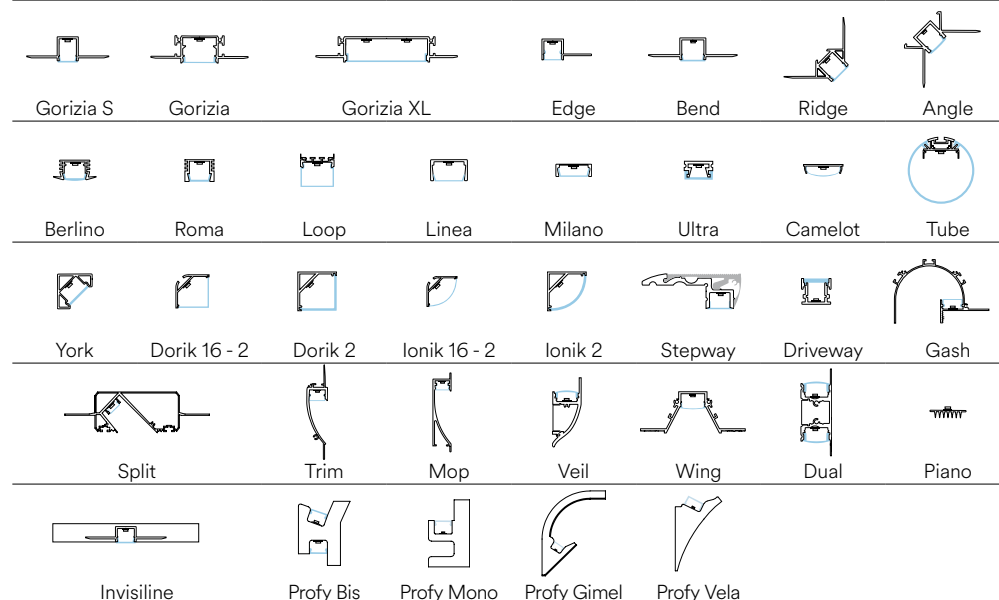 Gorizia S Gorizia Gorizia XL Edge Bend Ridge Angle
Berlino Roma Loop Linea Milano Ultra Camelot Tube
York Dorik 16 - 2 Dorik 2 Ionik 16 - 2 Ionik 2 Stepway Driveway Gash
Split Trim Mop Veil Wing Dual Piano
Invisiline Profy Bis Profy Mono Profy Gimel Profy Vela